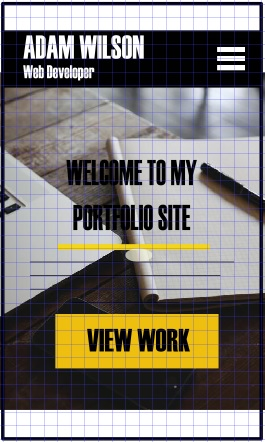 ADAM WILSON
Web Developer
WELCOME TO MY
PORTFOLIO SITE
VIEW WORK